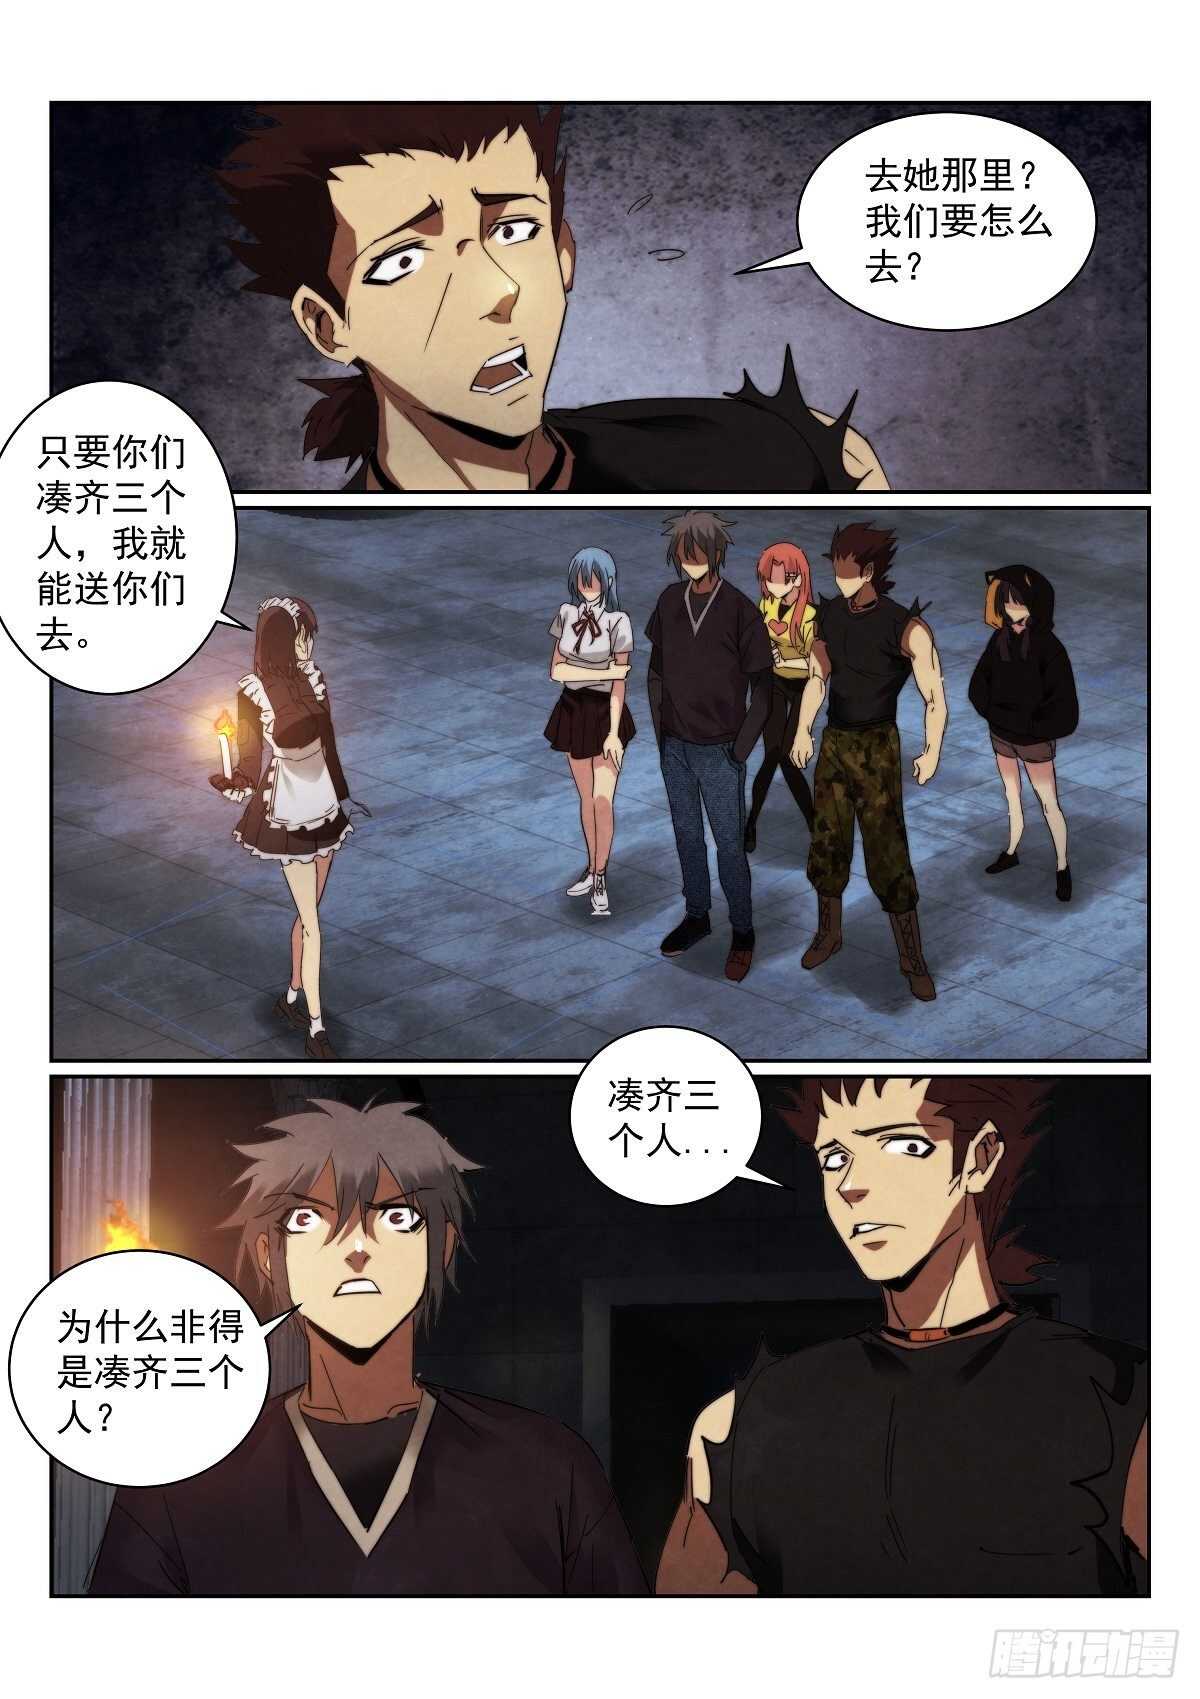 去她那里？
我们要怎么
去？
只要你们
凑齐三个
人，我就
能送你们
去。
凑齐三
个人...
为什么非得
是凑齐三个
人？
腾讯动漫